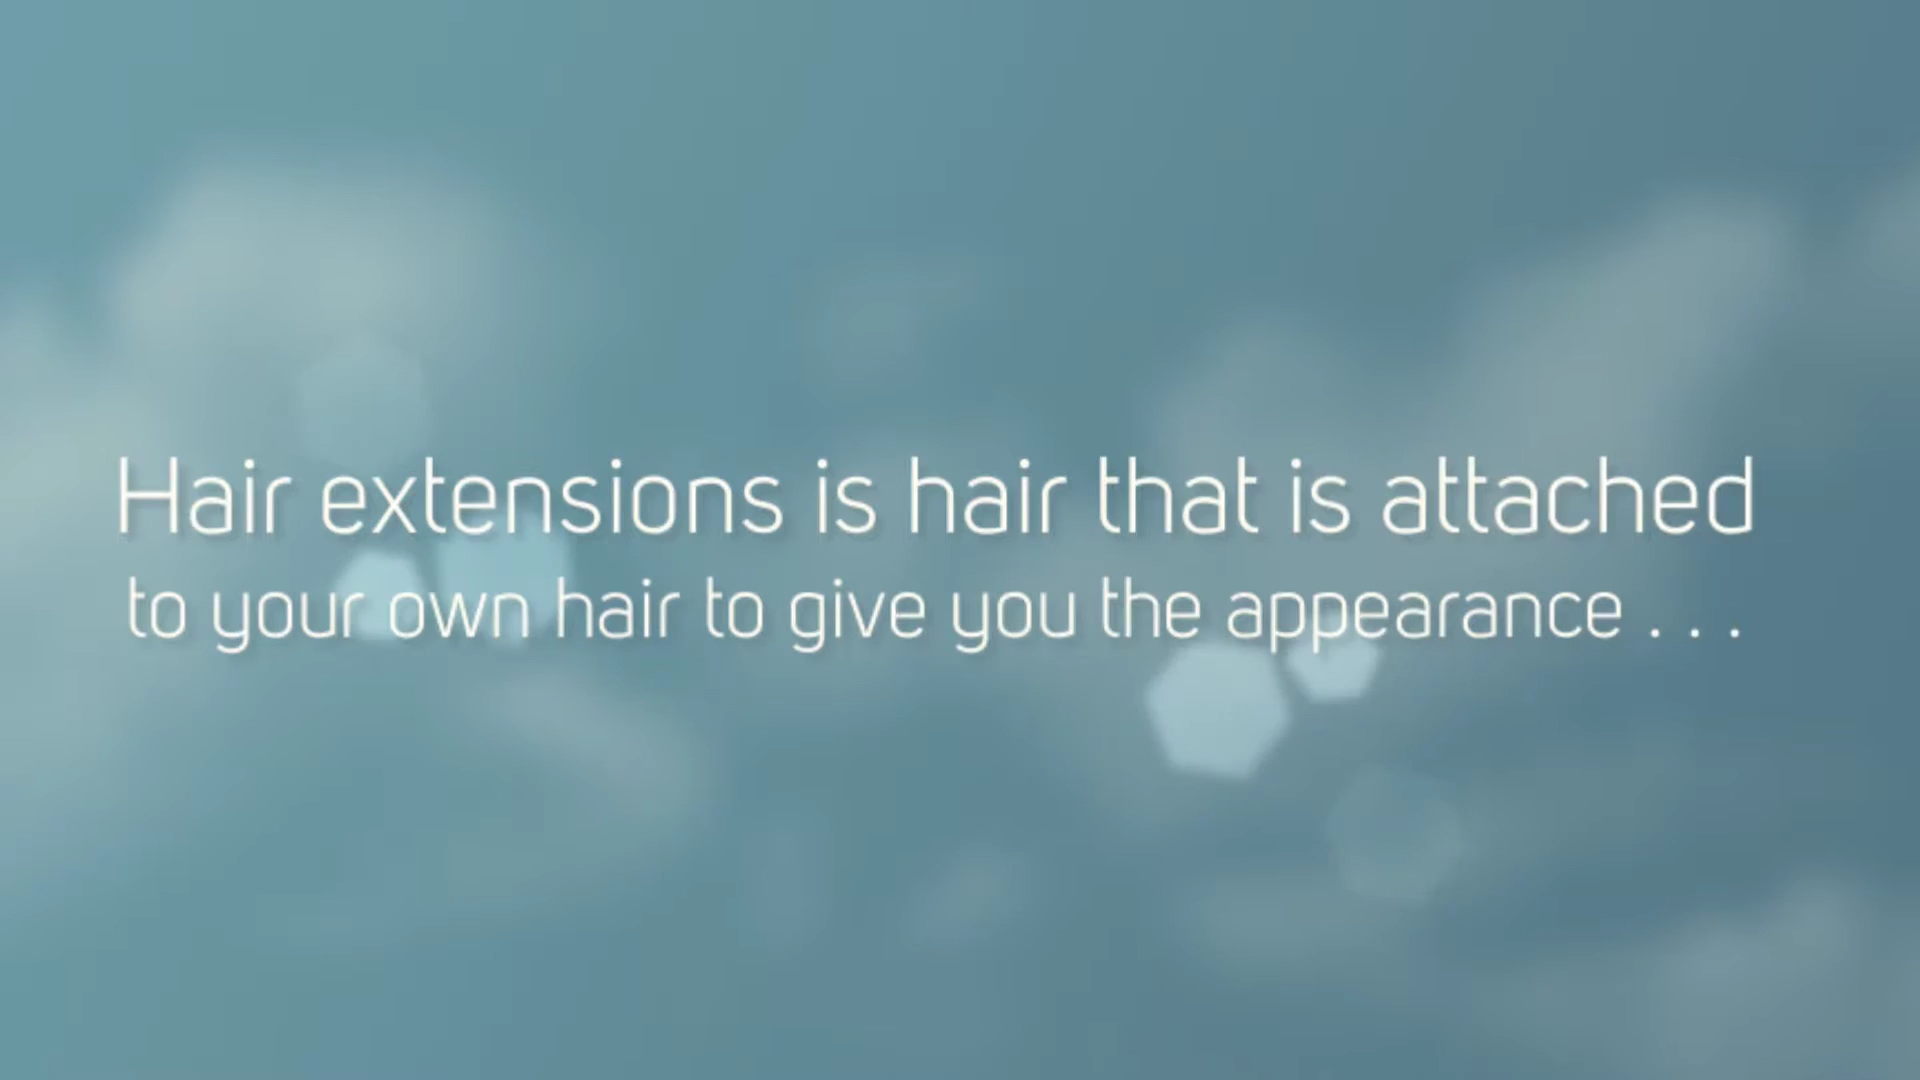 Hair extensions is hair that is attached
to your own hair to give you the appearance . . .